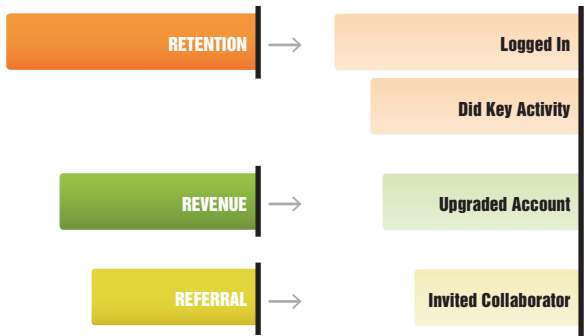 RETENTION
Logged In
Did Key Activity
REVENUE
Upgraded Account
REFERRAL
Invited Collaborator